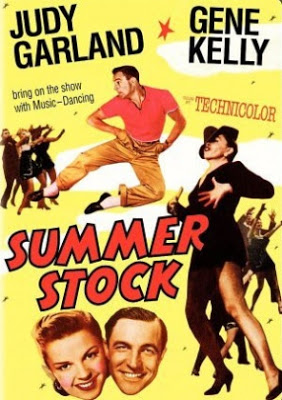 JUDY GARLAND
GENE KELLY
bring on the show
with Music–Dancing
TECHNICOLOR
SUMMER
STOCK